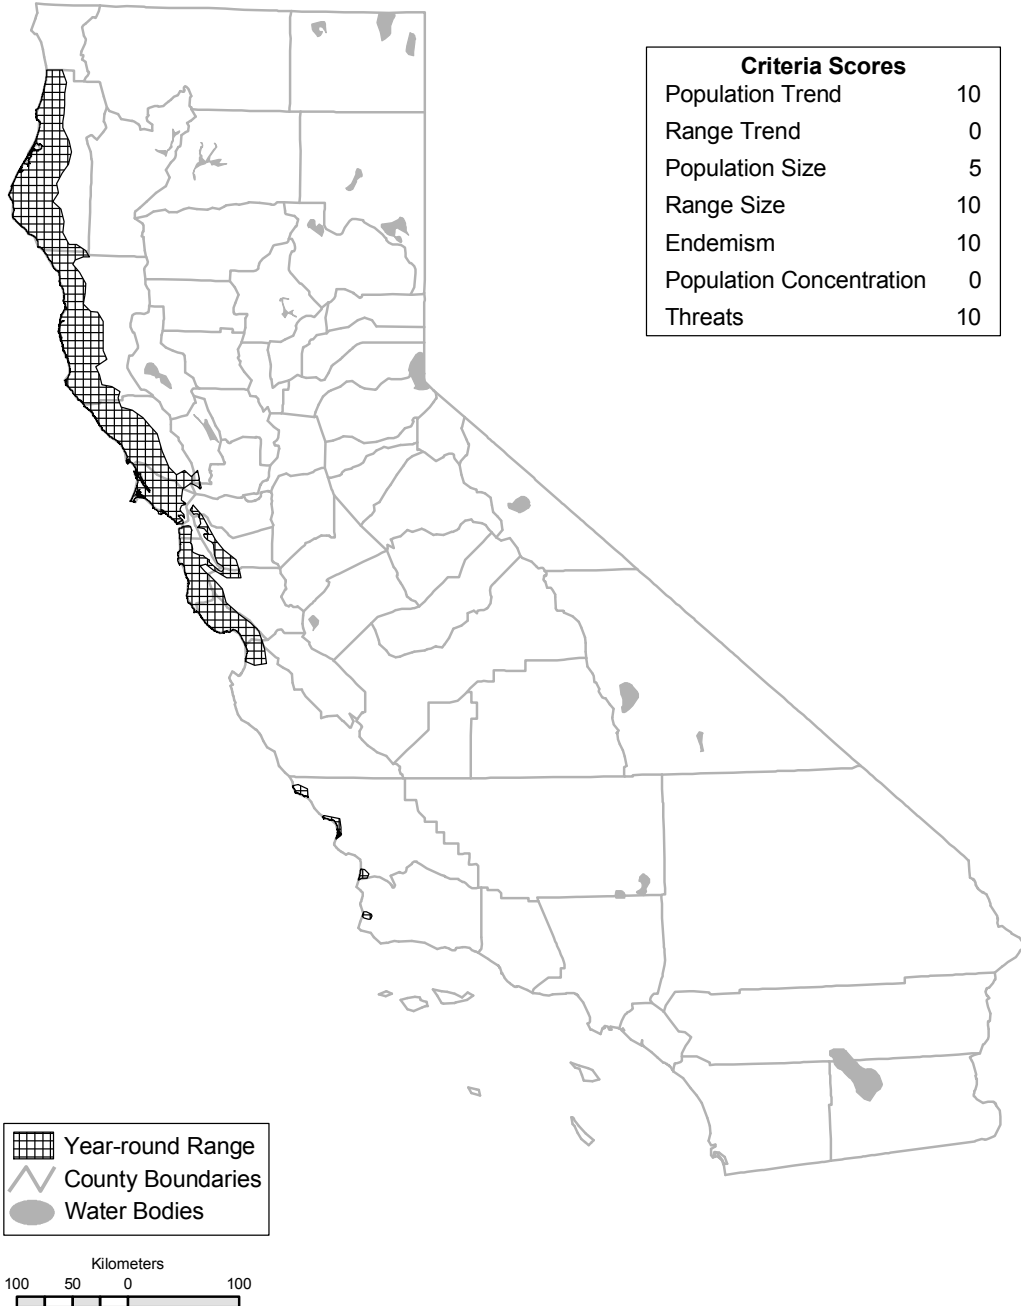 Criteria Scores
Population Trend 10
Range Trend 0
Population Size 5
Range Size 10
Endemism 10
Population Concentration 0
Threats 10
Year-round Range
County Boundaries
Water Bodies
Kilometers
100 50 0 100